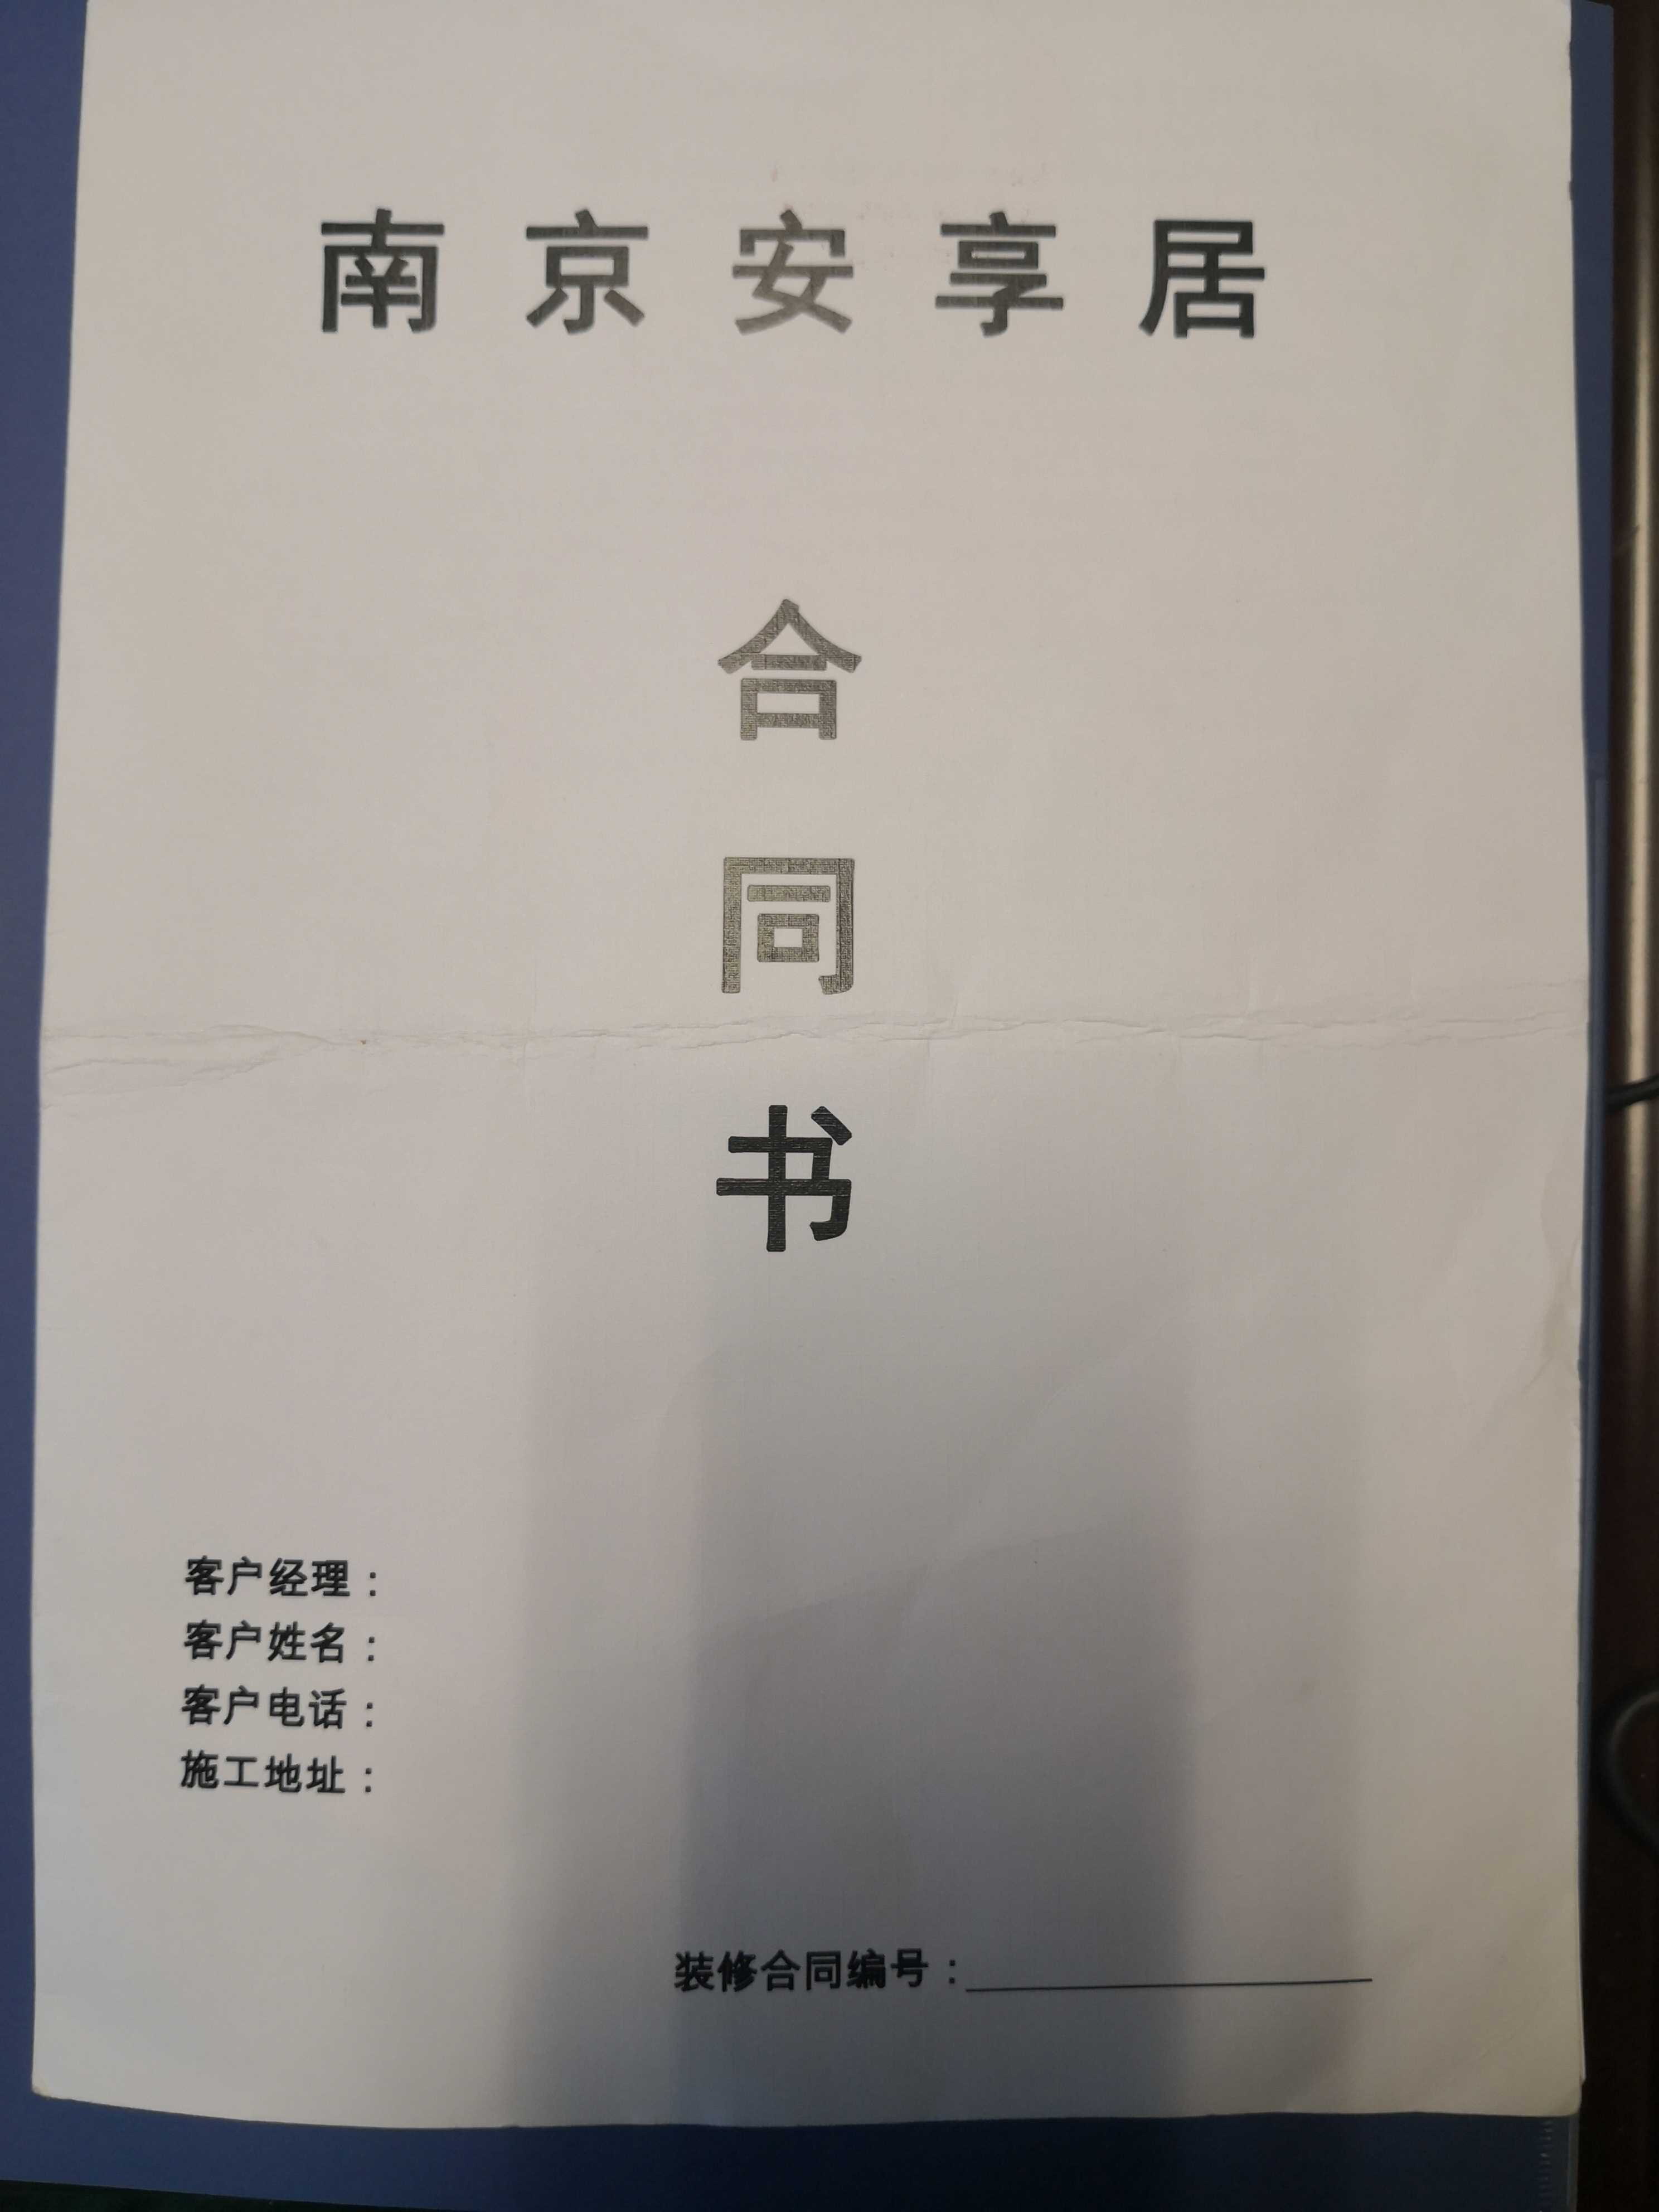 南京安享居
合
同
书
客户经理：
客户姓名：
客户电话：
施工地址：
装修合同编号：